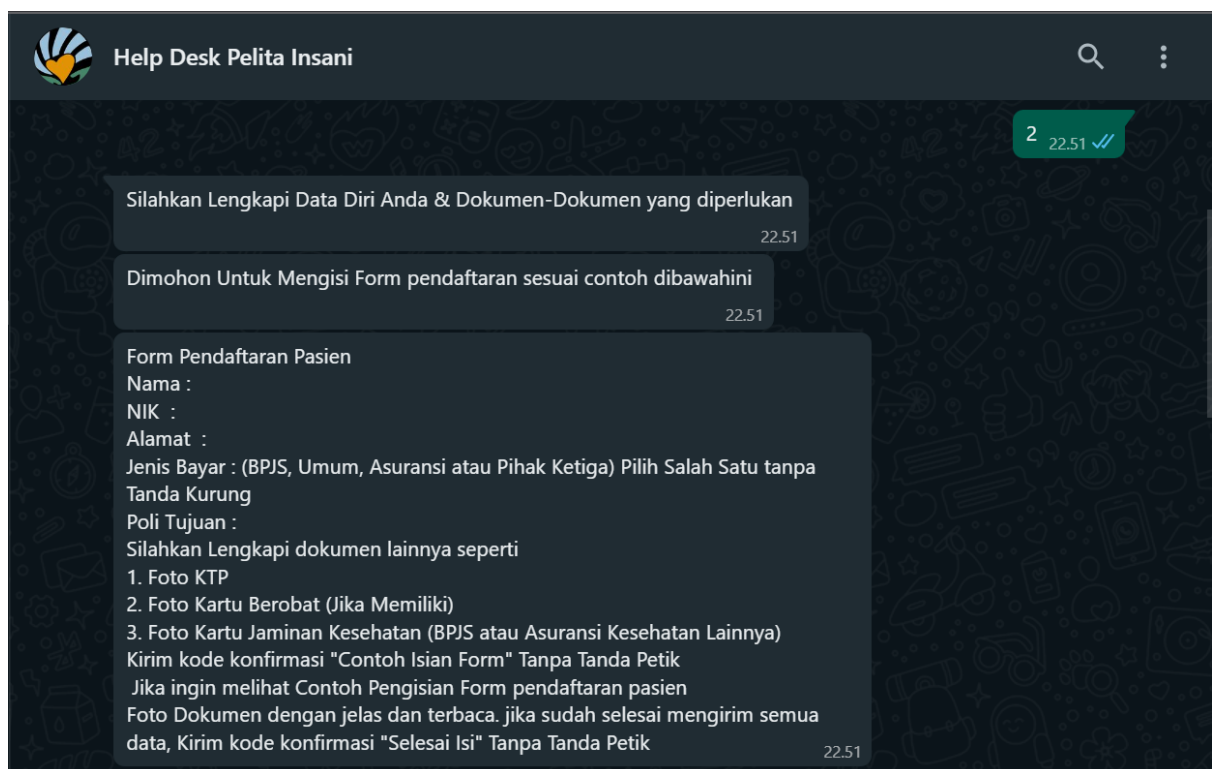 Help Desk Pelita Insani
2 22.51
Silahkan Lengkapi Data Diri Anda & Dokumen-Dokumen yang diperlukan
22.51
Dimohon Untuk Mengisi Form pendaftaran sesuai contoh dibawahini
22.51
Form Pendaftaran Pasien
Nama :
NIK  :
Alamat  :
Jenis Bayar : (BPJS, Umum, Asuransi atau Pihak Ketiga) Pilih Salah Satu tanpa
Tanda Kurung
Poli Tujuan :
Silahkan Lengkapi dokumen lainnya seperti
1. Foto KTP
2. Foto Kartu Berobat (Jika Memiliki)
3. Foto Kartu Jaminan Kesehatan (BPJS atau Asuransi Kesehatan Lainnya)
Kirim kode konfirmasi "Contoh Isian Form" Tanpa Tanda Petik
Jika ingin melihat Contoh Pengisian Form pendaftaran pasien
Foto Dokumen dengan jelas dan terbaca. jika sudah selesai mengirim semua
data, Kirim kode konfirmasi "Selesai Isi" Tanpa Tanda Petik
22.51